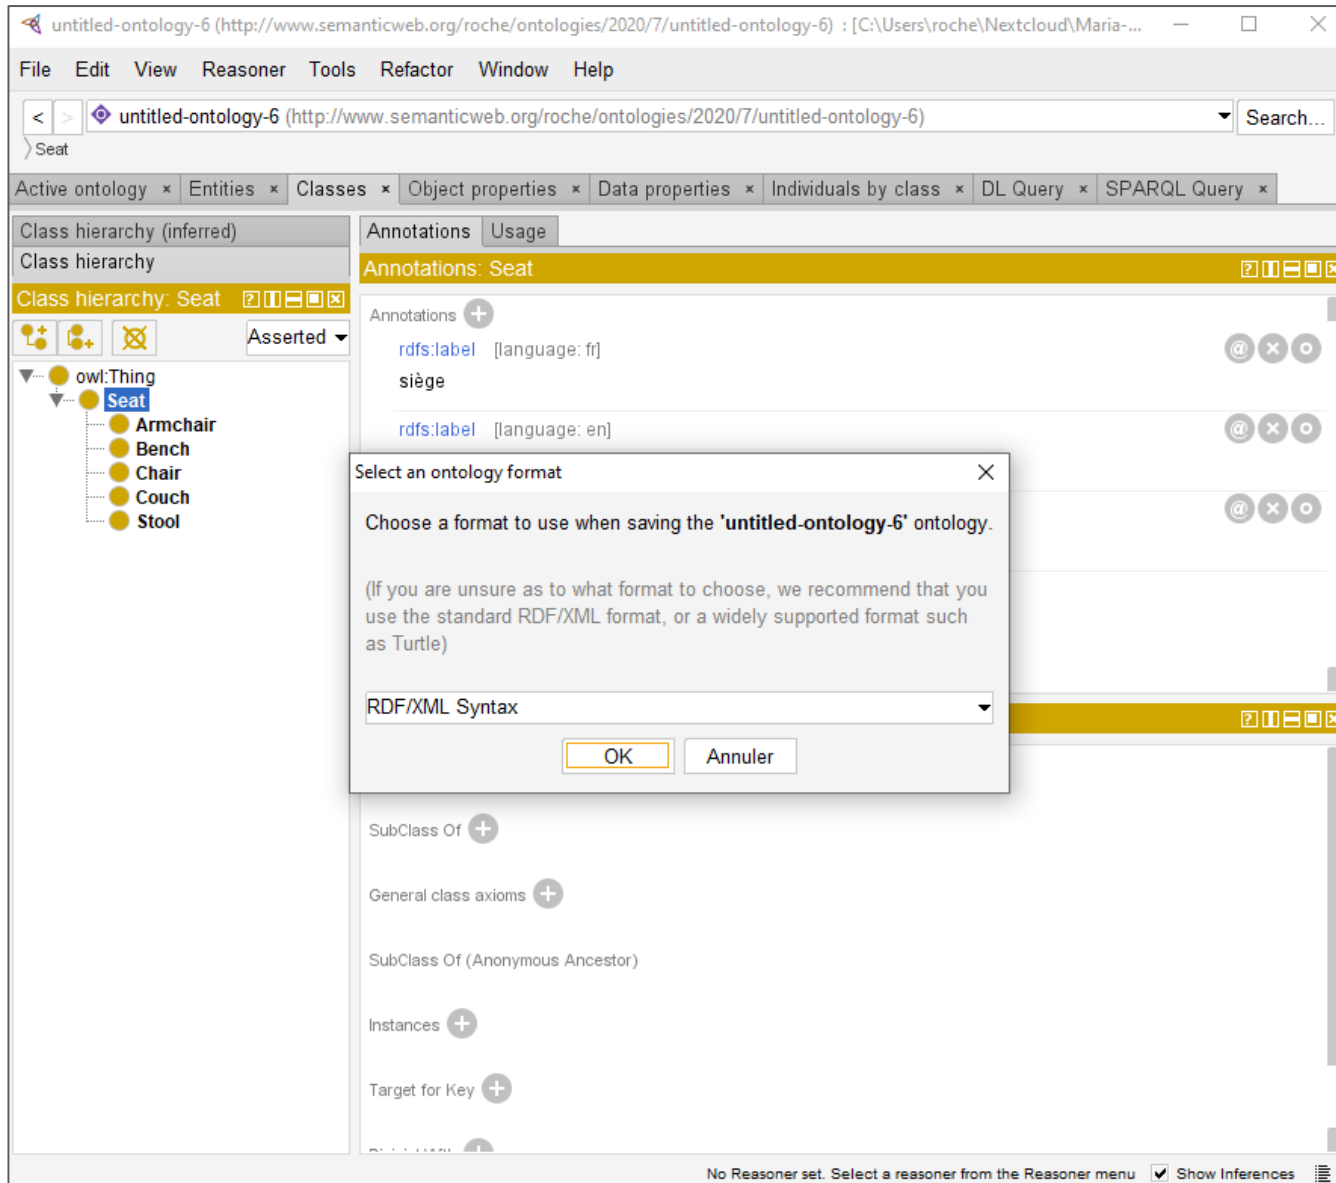 untitled-ontology-6 (http://www.semanticweb.org/roche/ontologies/2020/7/untitled-ontology-6) : [C:\Users\roche\Nextcloud\Maria-...
File Edit View Reasoner Tools Refactor Window Help
< > untitled-ontology-6 (http://www.semanticweb.org/roche/ontologies/2020/7/untitled-ontology-6) Search...
Seat
Active ontology × Entities × Classes × Object properties × Data properties × Individuals by class × DL Query × SPARQL Query ×
Class hierarchy (inferred)
Class hierarchy
Class hierarchy: Seat
Asserted
owl:Thing
Seat
Armchair
Bench
Chair
Couch
Stool
Annotations Usage
Annotations: Seat
Annotations
rdfs:label [language: fr]
siège
rdfs:label [language: en]
Select an ontology format
Choose a format to use when saving the 'untitled-ontology-6' ontology.
(If you are unsure as to what format to choose, we recommend that you
use the standard RDF/XML format, or a widely supported format such
as Turtle)
RDF/XML Syntax
OK Annuler
SubClass Of
General class axioms
SubClass Of (Anonymous Ancestor)
Instances
Target for Key
No Reasoner set. Select a reasoner from the Reasoner menu Show Inferences